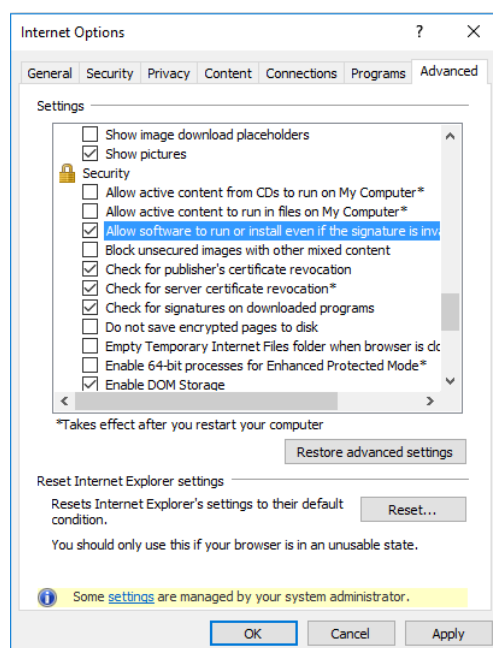 Internet Options
General Security Privacy Content Connections Programs Advanced
Settings
Show image download placeholders
Show pictures
Security
Allow active content from CDs to run on My Computer*
Allow active content to run in files on My Computer*
Allow software to run or install even if the signature is inva
Block unsecured images with other mixed content
Check for publisher's certificate revocation
Check for server certificate revocation*
Check for signatures on downloaded programs
Do not save encrypted pages to disk
Empty Temporary Internet Files folder when browser is clo
Enable 64-bit processes for Enhanced Protected Mode*
Enable DOM Storage
*Takes effect after you restart your computer
Restore advanced settings
Reset Internet Explorer settings
Resets Internet Explorer's settings to their default
condition.
Reset...
You should only use this if your browser is in an unusable state.
Some settings are managed by your system administrator.
OK Cancel Apply